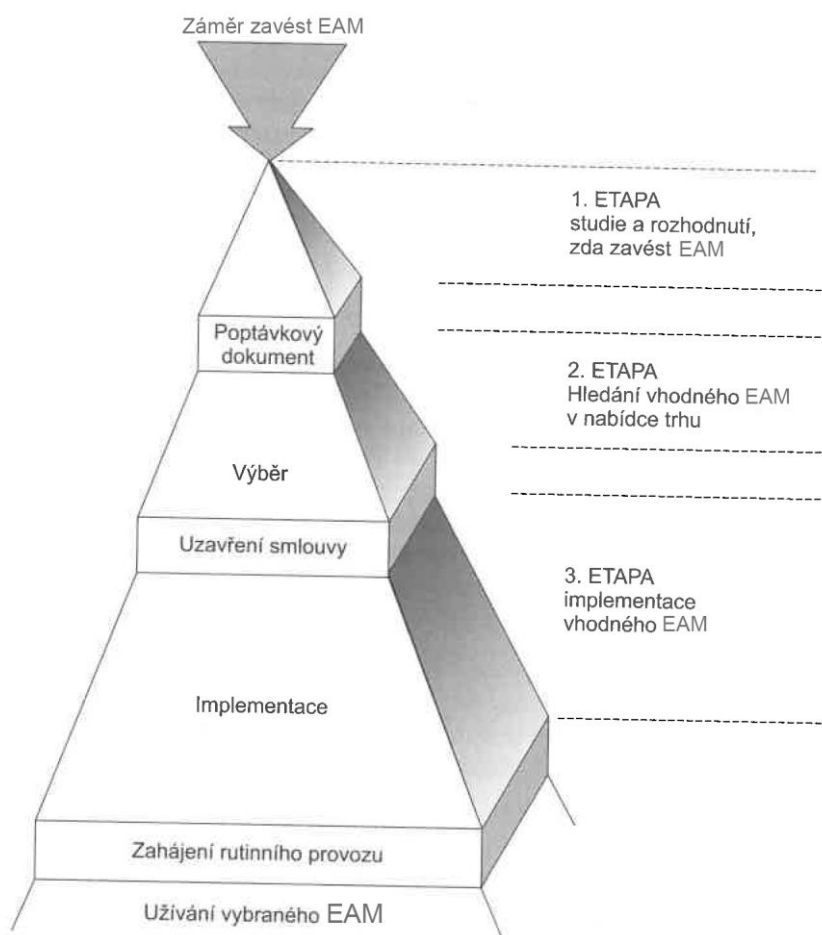 Záměr zavést EAM
1. ETAPA
studie a rozhodnutí,
zda zavést EAM
Poptávkový
dokument
2. ETAPA
Hledání vhodného EAM
v nabídce trhu
Výběr
Uzavření smlouvy
3. ETAPA
implementace
vhodného EAM
Implementace
Zahájení rutinního provozu
Užívání vybraného EAM